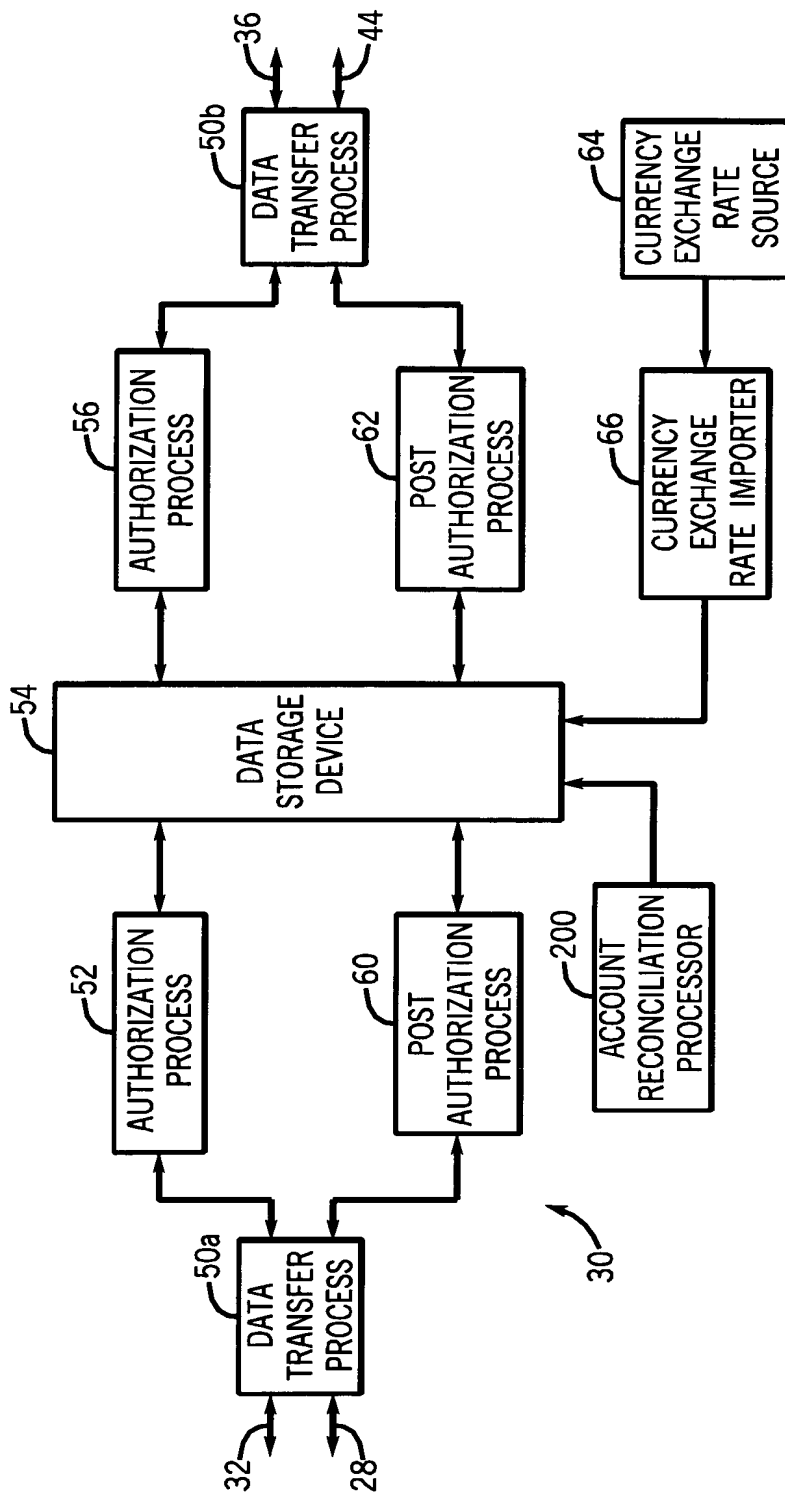 32
28
50a
DATA
TRANSFER
PROCESS
52
AUTHORIZATION
PROCESS
60
POST
AUTHORIZATION
PROCESS
30
200
ACCOUNT
RECONCILIATION
PROCESSOR
54
DATA
STORAGE
DEVICE
56
AUTHORIZATION
PROCESS
62
POST
AUTHORIZATION
PROCESS
66
CURRENCY
EXCHANGE
RATE IMPORTER
50b
DATA
TRANSFER
PROCESS
36
44
64
CURRENCY
EXCHANGE
RATE
SOURCE